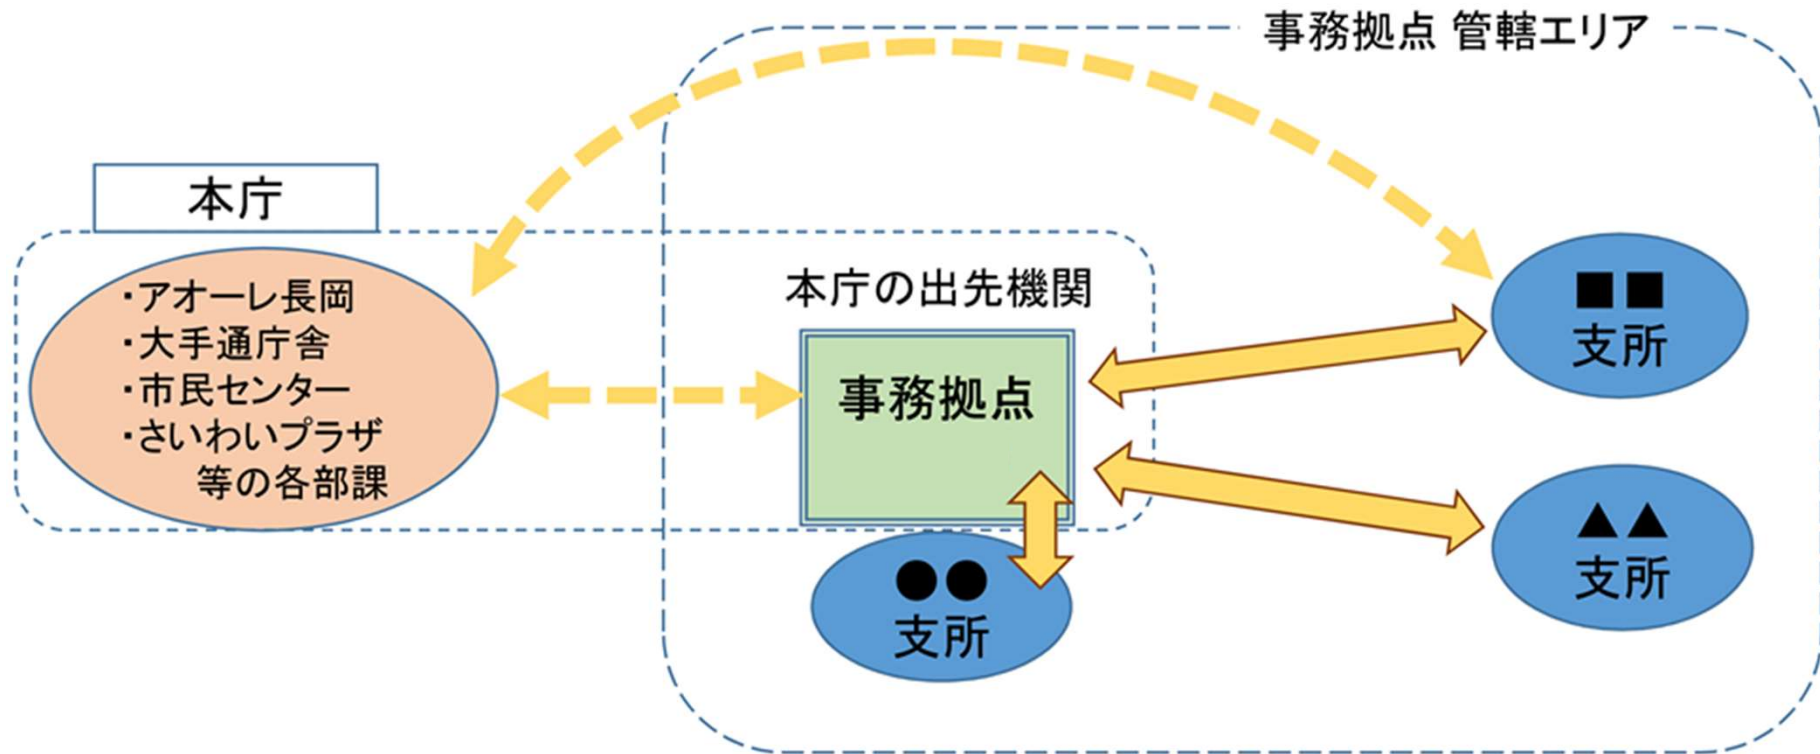 事務拠点 管轄エリア
本庁
・アオーレ長岡
・大手通庁舎
・市民センター
・さいわいプラザ
等の各部課
本庁の出先機関
事務拠点
■■
支所
▲▲
支所
●●
支所